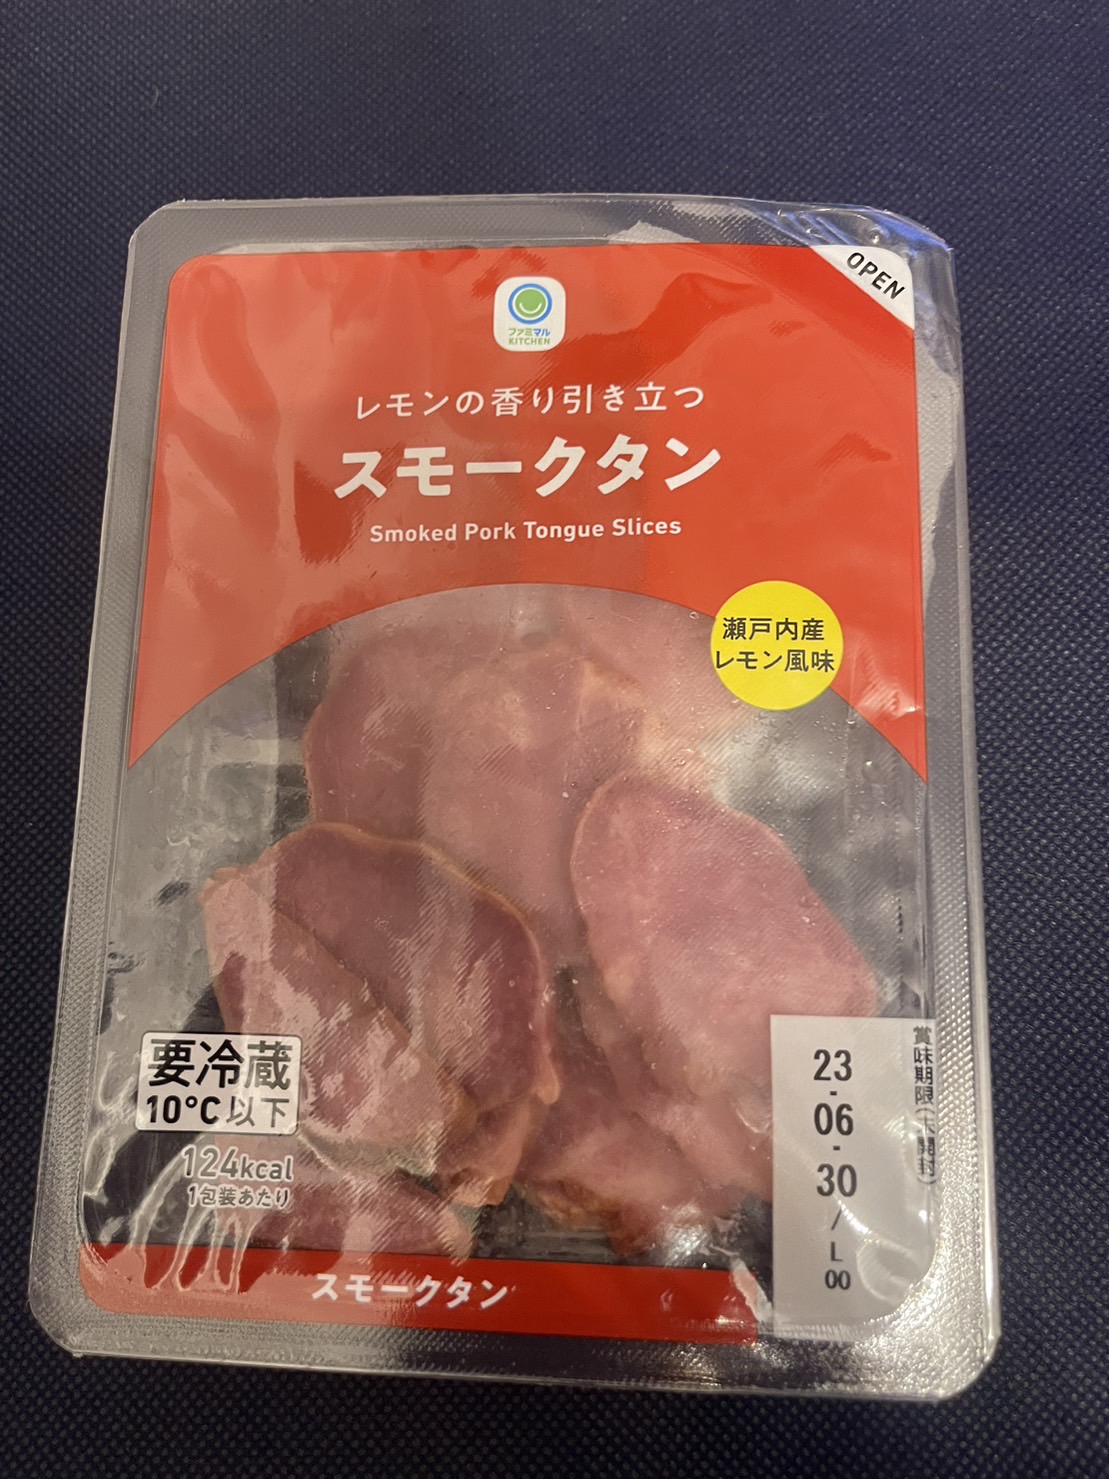 OPEN
ファミマル
KITCHEN
レモンの香り引き立つ
スモークタン
Smoked Pork Tongue Slices
瀬戸内産
レモン風味
要冷蔵
10°C以下
124kcal
1包装あたり
賞味期限(未開封)
23
-
06
-
30
/
L
00
スモークタン